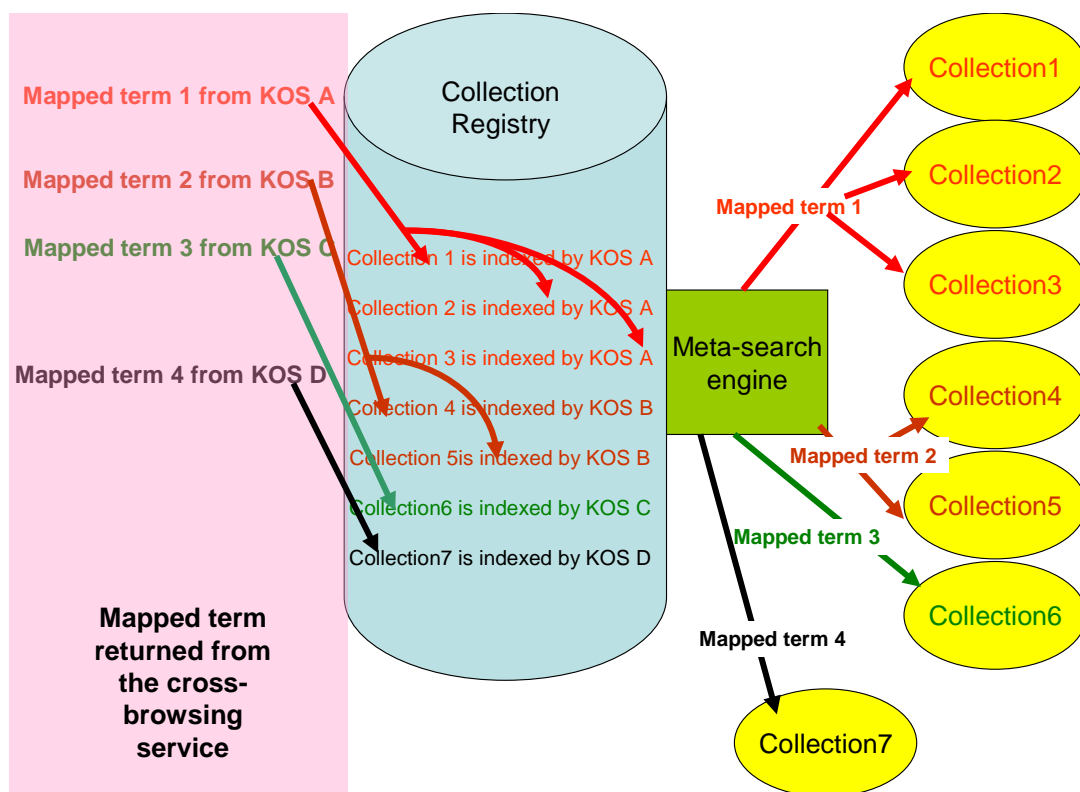 Mapped term 1 from KOS A
Mapped term 2 from KOS B
Mapped term 3 from KOS C
Mapped term 4 from KOS D
Mapped term
returned from
the cross-
browsing
service
Collection
Registry
Collection 1 is indexed by KOS A
Collection 2 is indexed by KOS A
Collection 3 is indexed by KOS A
Collection 4 is indexed by KOS B
Collection 5is indexed by KOS B
Collection6 is indexed by KOS C
Collection7 is indexed by KOS D
Meta-search
engine
Mapped term 1
Mapped term 2
Mapped term 3
Mapped term 4
Collection1
Collection2
Collection3
Collection4
Collection5
Collection6
Collection7